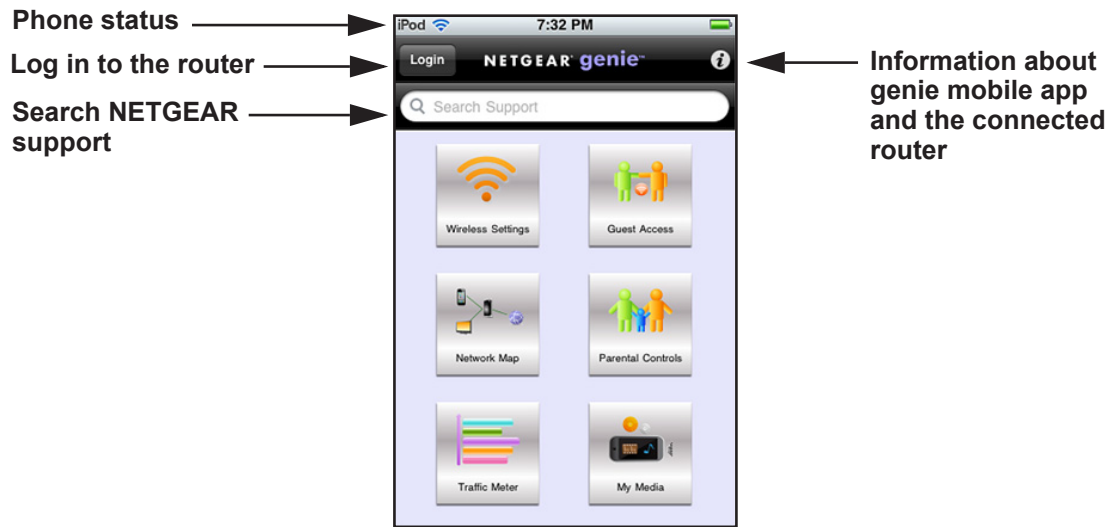 Phone status
iPod 7:32 PM
Log in to the router
Login NETGEAR® genie™
Information about
genie mobile app
and the connected
router
Search NETGEAR
support
Search Support
Wireless Settings
Guest Access
Network Map
Parental Controls
Traffic Meter
My Media